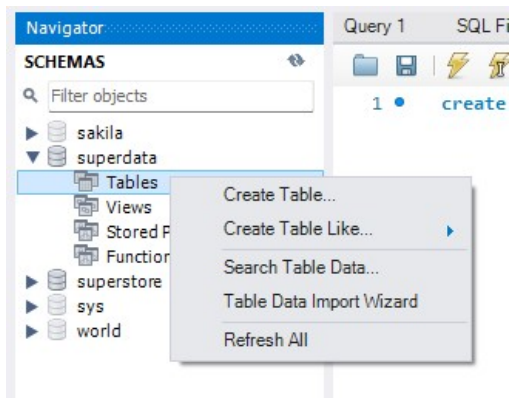 Navigator
SCHEMAS
Filter objects
sakila
superdata
Tables
Views
Stored P
Function
superstore
sys
world
Query 1
SQL Fi
1
create
Create Table...
Create Table Like...
Search Table Data...
Table Data Import Wizard
Refresh All